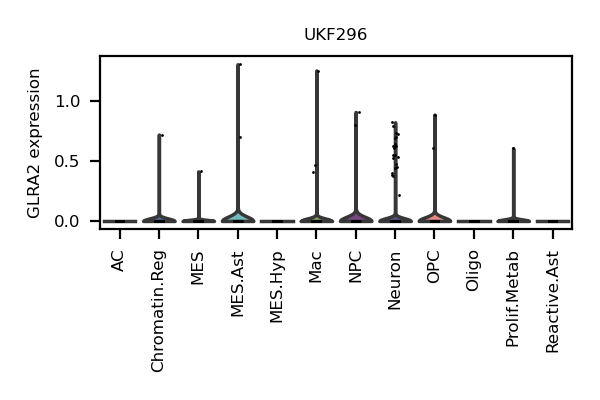 UKF296
GLRA2 expression
1.0
0.5
0.0
AC
Chromatin.Reg
MES
MES.Ast
MES.Hyp
Mac
NPC
Neuron
OPC
Oligo
Prolif.Metab
Reactive.Ast